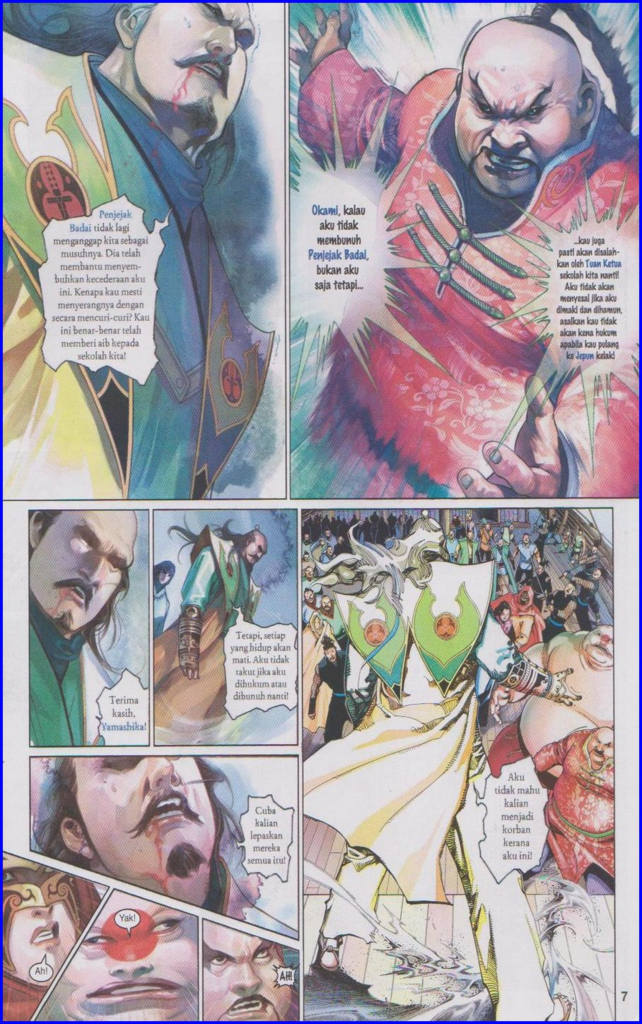 Penjejak
Badai tidak lagi
menganggap kita sebagai
musuhnya. Dia telah
membantu menyem-
buhkan kecederaan aku
ini. Kenapa kau mesti
menyerangnya dengan
secara mencuri-curi? Kau
ini benar-benar telah
memberi aib kepada
sekolah kita!
Okami, kalau
aku tidak
membunuh
Penjejak Badai,
bukan aku
saja tetapi...
...kau juga
pasti akan disalah-
kan oleh Tuan Ketua
sekolah kita nanti!
Aku tidak akan
menyesal jika aku
dimaki dan dihamun,
asalkan kau tidak
akan kena hukum
apabila kau pulang
ke Jepun kelak!
Terima
kasih,
Yamashika!
Tetapi, setiap
yang hidup akan
mati. Aku tidak
takut jika aku
dihukum atau
dibunuh nanti!
Aku
tidak mahu
kalian
menjadi
korban
kerana
aku ini!
Cuba
kalian
lepaskan
mereka
semua itu!
Ah!
Yak!
AH!
7